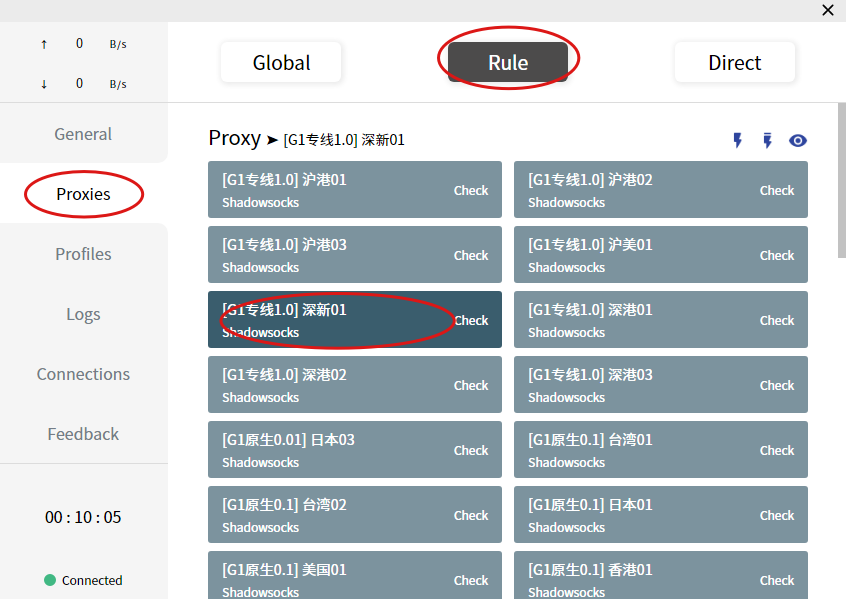 ↑ 0 B/s
↓ 0 B/s
Global
Rule
Direct
General
Proxies
Profiles
Logs
Connections
Feedback
00 : 10 : 05
Connected
Proxy ➤ [G1专线1.0] 深新01
[G1专线1.0] 沪港01
Shadowsocks
Check
[G1专线1.0] 沪港02
Shadowsocks
Check
[G1专线1.0] 沪港03
Shadowsocks
Check
[G1专线1.0] 沪美01
Shadowsocks
Check
[G1专线1.0] 深新01
Shadowsocks
Check
[G1专线1.0] 深港01
Shadowsocks
Check
[G1专线1.0] 深港02
Shadowsocks
Check
[G1专线1.0] 深港03
Shadowsocks
Check
[G1原生0.01] 日本03
Shadowsocks
Check
[G1原生0.1] 台湾01
Shadowsocks
Check
[G1原生0.1] 台湾02
Shadowsocks
Check
[G1原生0.1] 日本01
Shadowsocks
Check
[G1原生0.1] 美国01
Shadowsocks
Check
[G1原生0.1] 香港01
Shadowsocks
Check